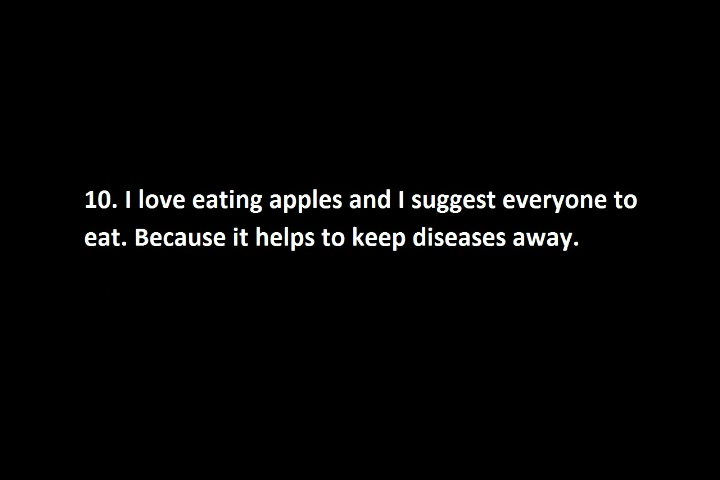 10. I love eating apples and I suggest everyone to
eat. Because it helps to keep diseases away.